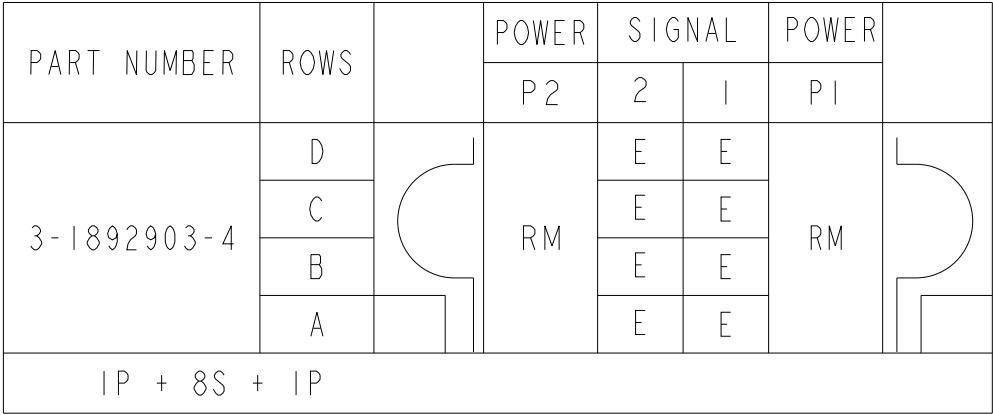 PART NUMBER ROWS POWER SIGNAL POWER
P2 2 1 P1
D E E
C E E
3-1892903-4 RM RM
B E E
A E E
1P + 8S + 1P